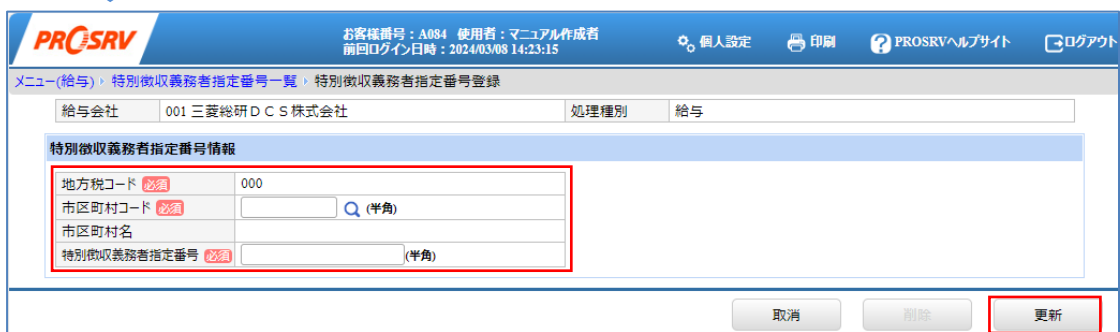 PROSRV
お客様番号：A084 使用者：マニュアル作成者
前回ログイン日時：2024/03/08 14:23:15
個人設定
印刷
PROSRVヘルプサイト
ログアウト
メニュー(給与) 特別徴収義務者指定番号一覧 特別徴収義務者指定番号登録
給与会社 001 三菱総研ＤＣＳ株式会社 処理種別 給与
特別徴収義務者指定番号情報
地方税コード 必須 000
市区町村コード 必須 (半角)
市区町村名
特別徴収義務者指定番号 必須 (半角)
取消 削除 更新